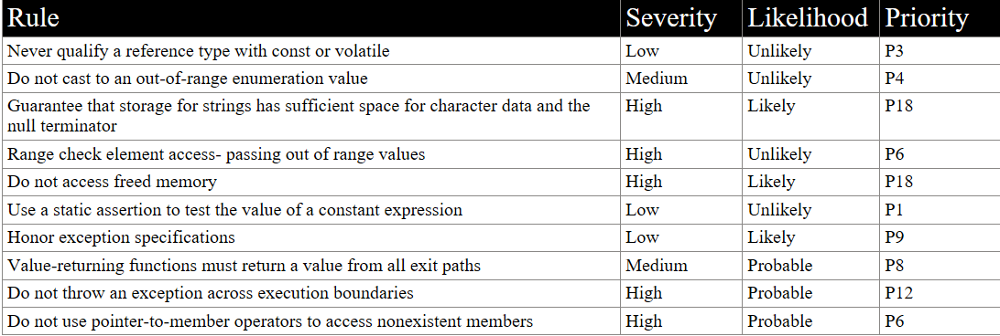 Rule Severity Likelihood Priority
Never qualify a reference type with const or volatile Low Unlikely P3
Do not cast to an out-of-range enumeration value Medium Unlikely P4
Guarantee that storage for strings has sufficient space for character data and the High Likely P18
null terminator
Range check element access- passing out of range values High Unlikely P6
Do not access freed memory High Likely P18
Use a static assertion to test the value of a constant expression Low Unlikely P1
Honor exception specifications Low Likely P9
Value-returning functions must return a value from all exit paths Medium Probable P8
Do not throw an exception across execution boundaries High Probable P12
Do not use pointer-to-member operators to access nonexistent members High Probable P6